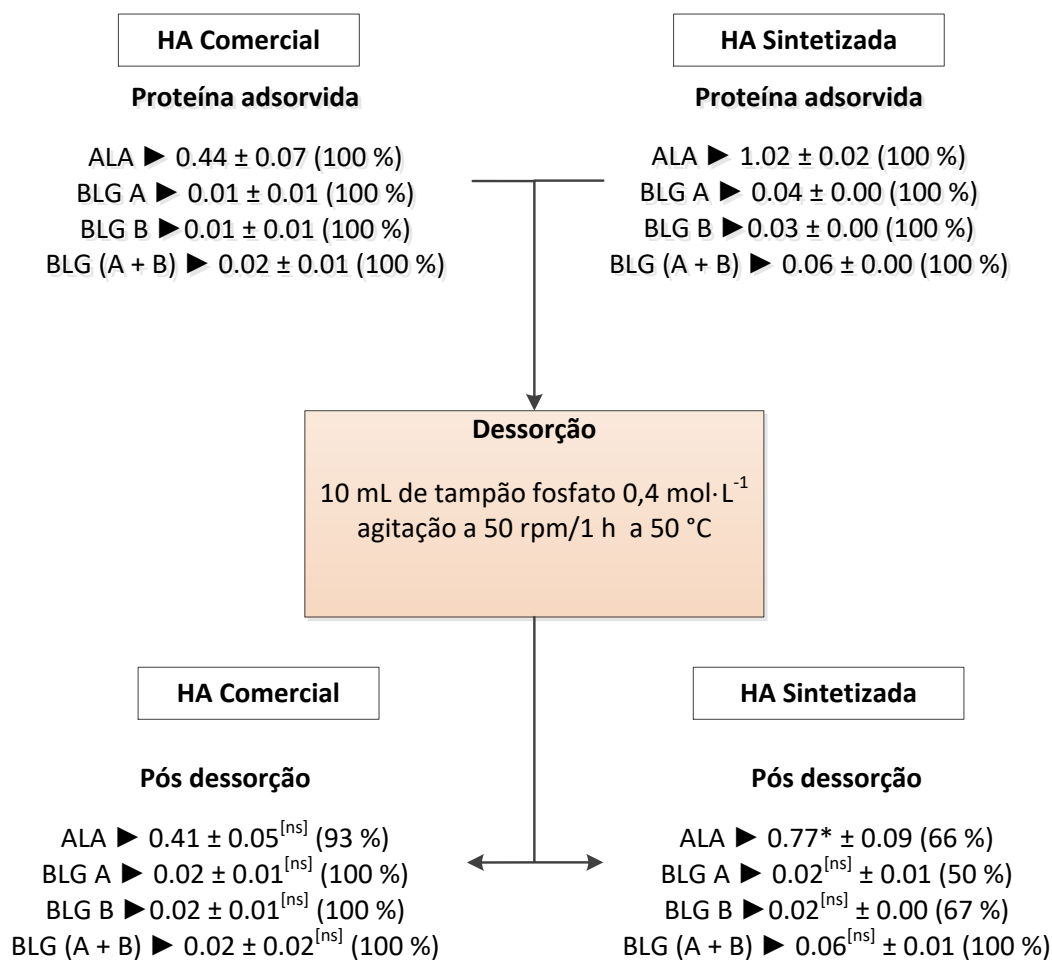 HA Comercial
Proteína adsorvida
ALA ► 0.44 ± 0.07 (100 %)
BLG A ► 0.01 ± 0.01 (100 %)
BLG B ►0.01 ± 0.01 (100 %)
BLG (A + B) ► 0.02 ± 0.01 (100 %)
HA Sintetizada
Proteína adsorvida
ALA ► 1.02 ± 0.02 (100 %)
BLG A ► 0.04 ± 0.00 (100 %)
BLG B ►0.03 ± 0.00 (100 %)
BLG (A + B) ► 0.06 ± 0.00 (100 %)
Dessorção
10 mL de tampão fosfato 0,4 mol·L⁻¹
agitação a 50 rpm/1 h a 50 °C
HA Comercial
Pós dessorção
ALA ► 0.41 ± 0.05[ns] (93 %)
BLG A ► 0.02 ± 0.01[ns] (100 %)
BLG B ►0.02 ± 0.01[ns] (100 %)
BLG (A + B) ► 0.02 ± 0.02[ns] (100 %)
HA Sintetizada
Pós dessorção
ALA ► 0.77* ± 0.09 (66 %)
BLG A ► 0.02[ns] ± 0.01 (50 %)
BLG B ►0.02[ns] ± 0.00 (67 %)
BLG (A + B) ► 0.06[ns] ± 0.01 (100 %)